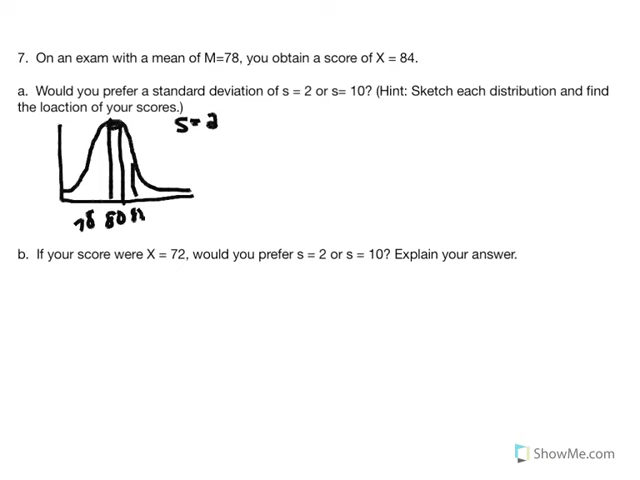 7. On an exam with a mean of M=78, you obtain a score of X = 84.
a. Would you prefer a standard deviation of s = 2 or s= 10? (Hint: Sketch each distribution and find
the loaction of your scores.)
s=2
78 80 82
b. If your score were X = 72, would you prefer s = 2 or s = 10? Explain your answer.
ShowMe.com